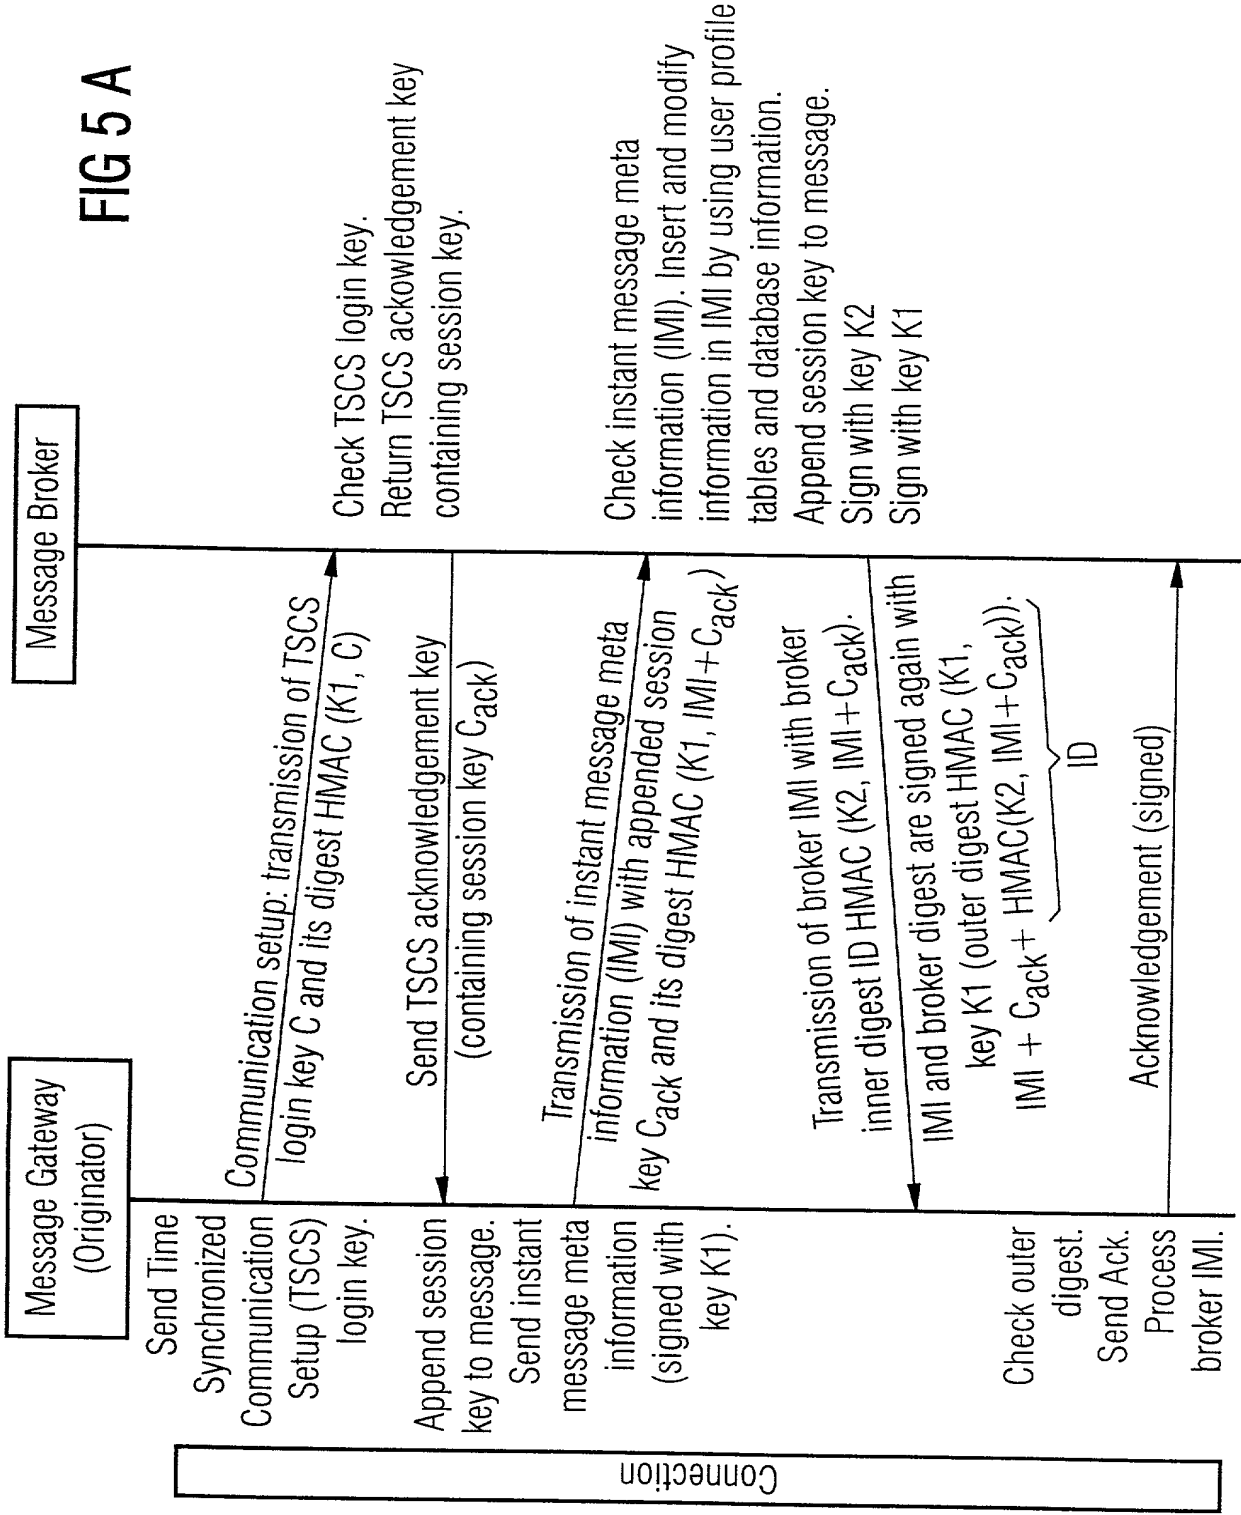 FIG 5 A
Message Gateway
(Originator)
Message Broker
Send Time
Synchronized
Communication
Setup (TSCS)
login key.
Communication setup: transmission of TSCS
login key C and its digest HMAC (K1, C)
Check TSCS login key.
Return TSCS ackowledgement key
containing session key.
Send TSCS acknowledgement key
(containing session key Cack)
Append session
key to message.
Send instant
message meta
information
(signed with
key K1).
Transmission of instant message meta
information (IMI) with appended session
key Cack and its digest HMAC (K1, IMI+Cack)
Check instant message meta
information (IMI). Insert and modify
information in IMI by using user profile
tables and database information.
Append session key to messsage.
Sign with key K2
Sign with key K1
Transmission of broker IMI with broker
inner digest ID HMAC (K2, IMI+Cack).
IMI and broker digest are signed again with
key K1 (outer digest HMAC (K1,
IMI + Cack + HMAC(K2, IMI+Cack)).
ID
Check outer
digest.
Send Ack.
Process
broker IMI.
Acknowledgement (signed)
Connection